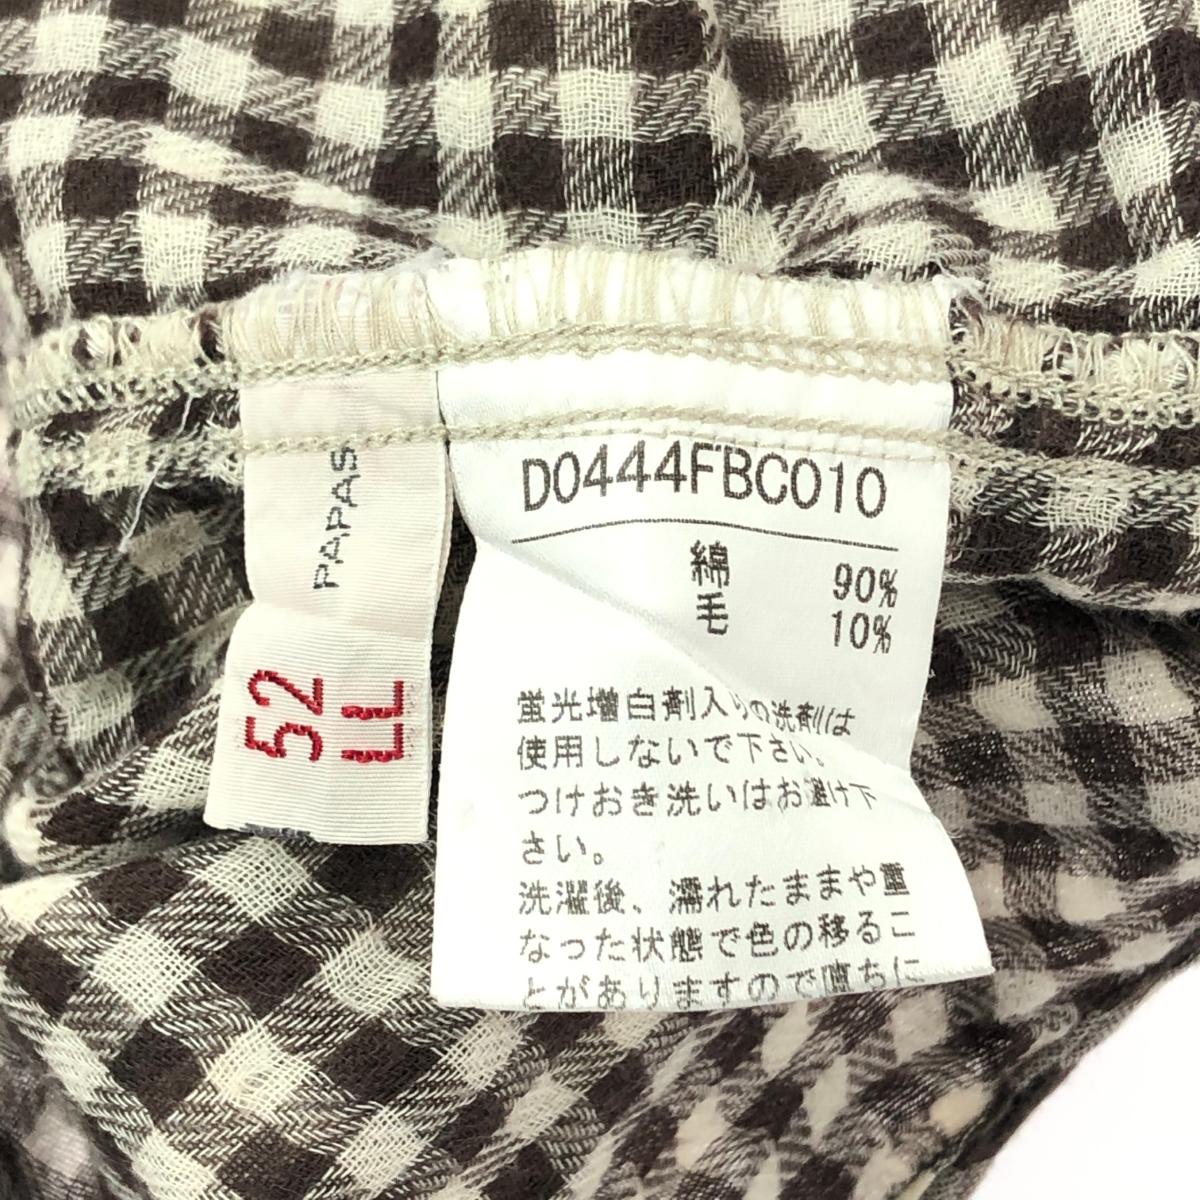 PAPAS
52
LL
D0444FBC010
綿 90%
毛 10%
蛍光増白剤入りの洗剤は
使用しないで下さい。
つけおき洗いはお避け下
さい。
洗濯後、濡れたままや重
なった状態で色の移るこ
とがありますので直ちに